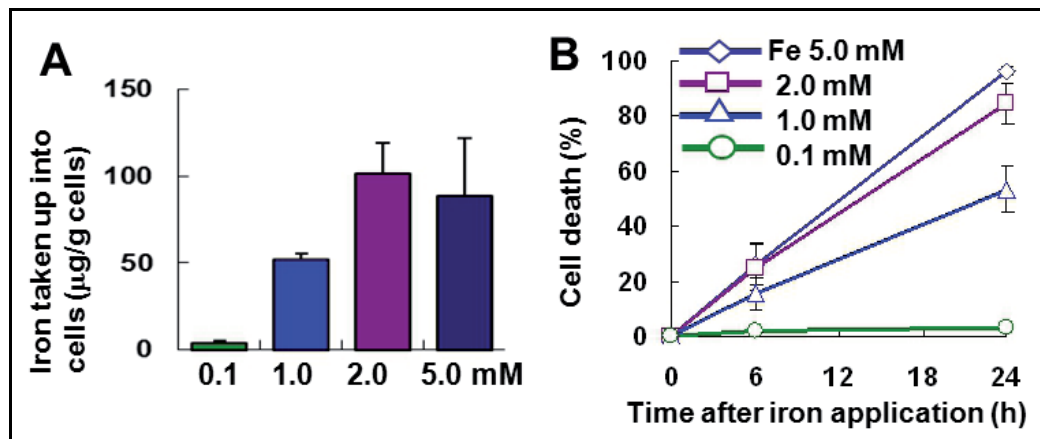 A
Iron taken up into
cells (µg/g cells)
150
100
50
0
0.1 1.0 2.0 5.0 mM
B
Fe 5.0 mM
2.0 mM
1.0 mM
0.1 mM
Cell death (%)
100
80
60
40
20
0
0 6 12 18 24
Time after iron application (h)